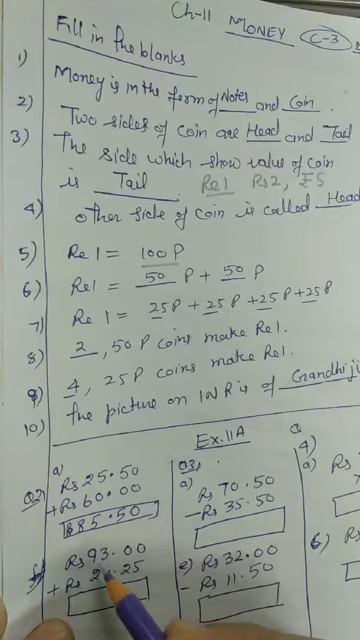 Ch-11 MONEY C-3
Fill in the blanks
1) Money is in the form of Notes and Coin.
2) Two sides of coin are Head and Tail
3) The side which show value of coin
is Tail. Re1 Rs2, ₹5
4) other side of coin is called Head
5) Re 1 = 100 P
6) Re1 = 50 P + 50 P
7) Re 1 = 25P + 25P + 25P + 25P
8) 2, 50 P coins make Re1.
9) 4, 25P coins make Re1.
10) The picture on INR is of Gandhiji
Ex. 11A
Q2) a) Rs 25.50
+ Rs 60.00
Rs 85.50
Rs 93.00
+ Rs 2 .25
Q3) a) Rs 70.50
- Rs 35.50
e) Rs 32.00
- Rs 11.50
Q
4)
a)
6)